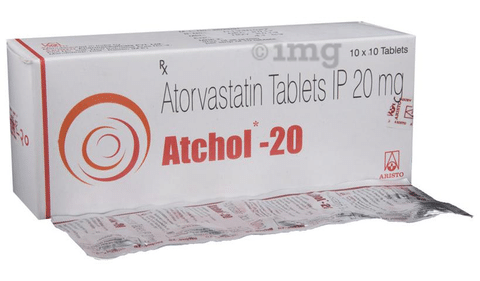 1mg
10 x 10 Tablets
Rx
Atorvastatin Tablets IP 20 mg
Atchol*-20
ARISTO